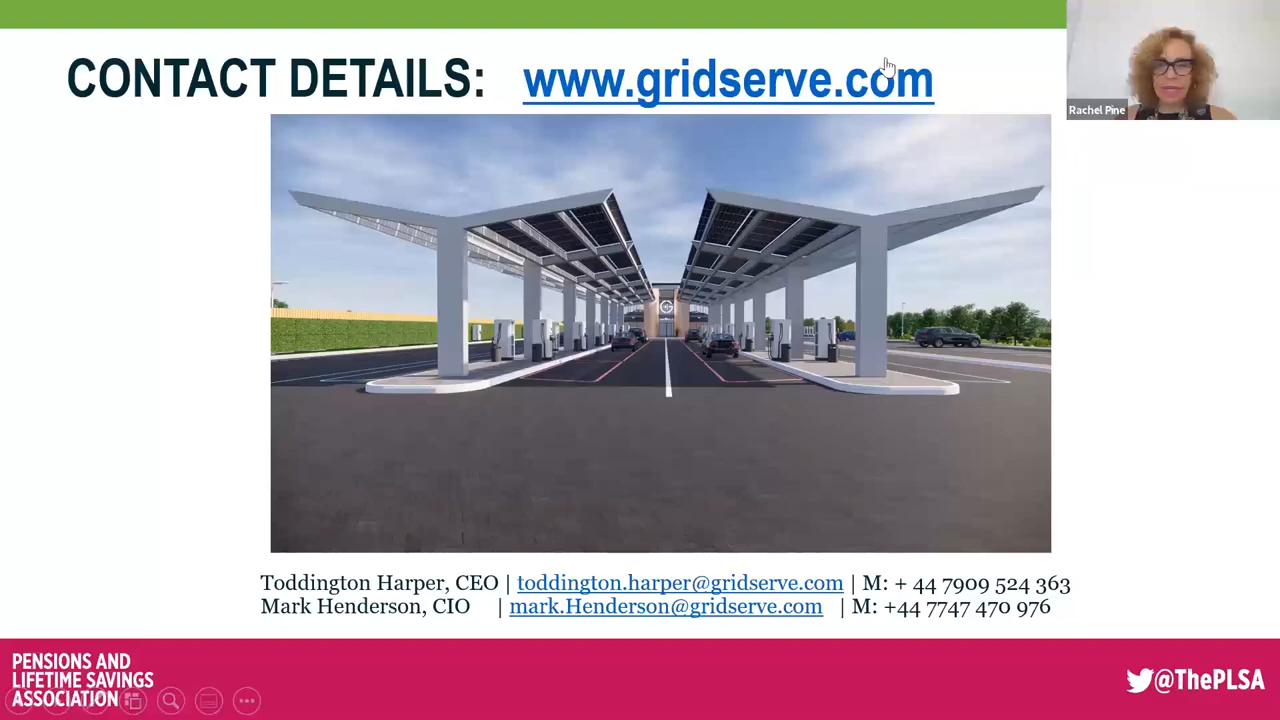 CONTACT DETAILS: www.gridserve.com
Rachel Pine
Toddington Harper, CEO | toddington.harper@gridserve.com | M: + 44 7909 524 363
Mark Henderson, CIO | mark.Henderson@gridserve.com | M: +44 7747 470 976
PENSIONS AND
LIFETIME SAVINGS
ASSOCIATION
@ThePLSA